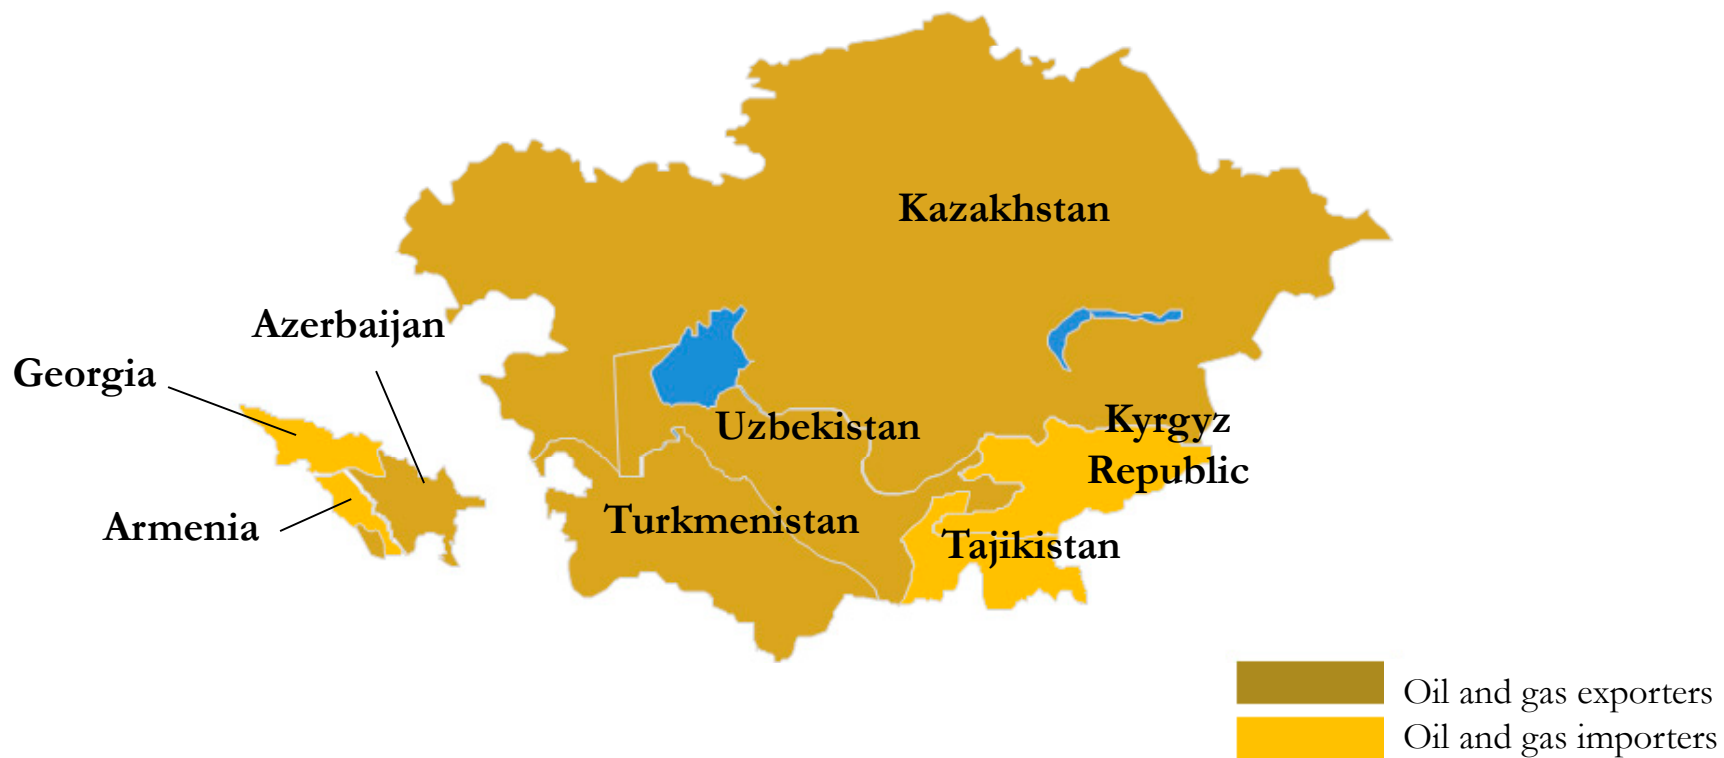 Kazakhstan
Azerbaijan
Georgia
Kyrgyz
Republic
Uzbekistan
Turkmenistan
Armenia
Tajikistan
Oil and gas exporters
Oil and gas importers